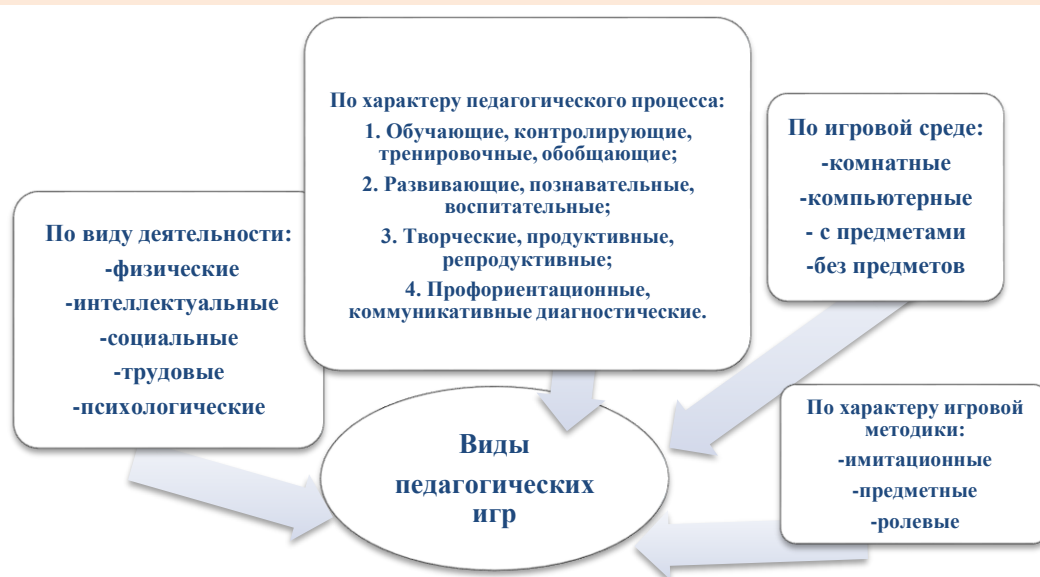 По характеру педагогического процесса:
1. Обучающие, контролирующие,
тренировочные, обобщающие;
2. Развивающие, познавательные,
воспитательные;
3. Творческие, продуктивные,
репродуктивные;
4. Профориентационные,
коммуникативные диагностические.
По игровой среде:
-комнатные
-компьютерные
- с предметами
-без предметов
По виду деятельности:
-физические
-интеллектуальные
-социальные
-трудовые
-психологические
По характеру игровой
методики:
-имитационные
-предметные
-ролевые
Виды
педагогических
игр